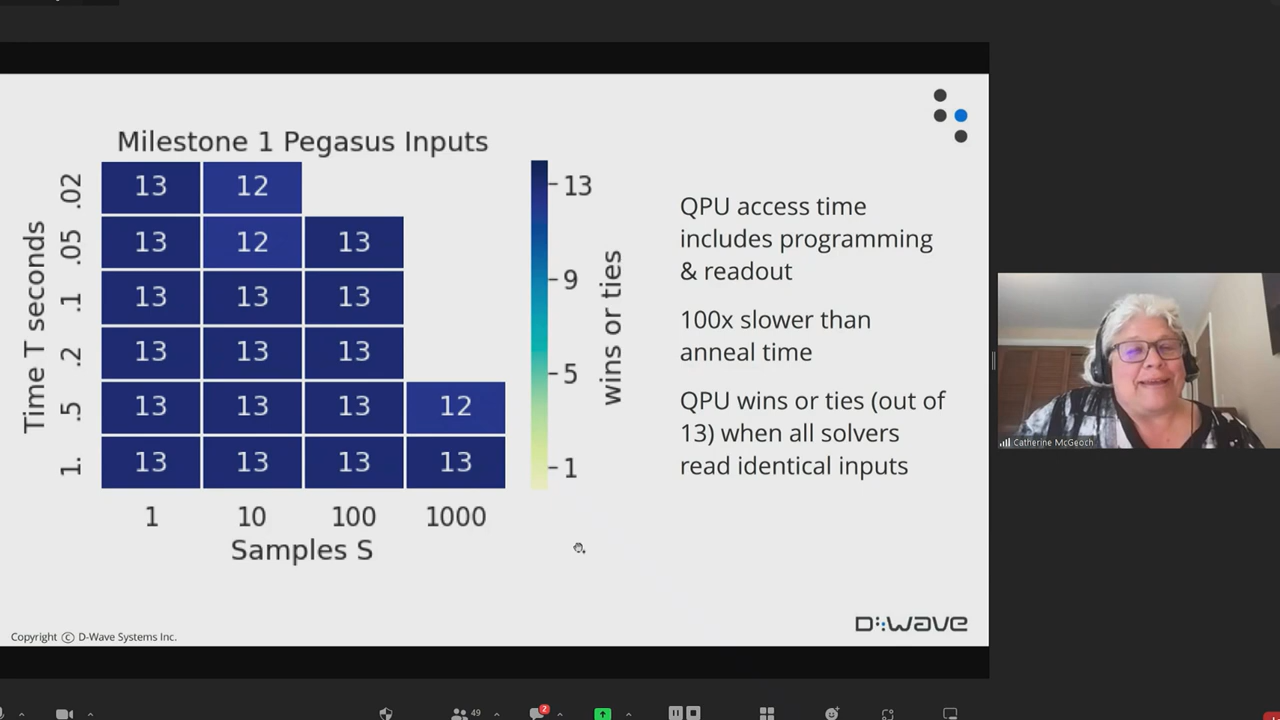 Milestone 1 Pegasus Inputs
Time T seconds
.02 13 12
.05 13 12 13
.1 13 13 13
.2 13 13 13
.5 13 13 13 12
1. 13 13 13 13
1 10 100 1000
Samples S
13
9
5
1
wins or ties
QPU access time
includes programming
& readout
100x slower than
anneal time
QPU wins or ties (out of
13) when all solvers
read identical inputs
Copyright © D-Wave Systems Inc.
D:WAVE
Catherine McGeoch
49
2